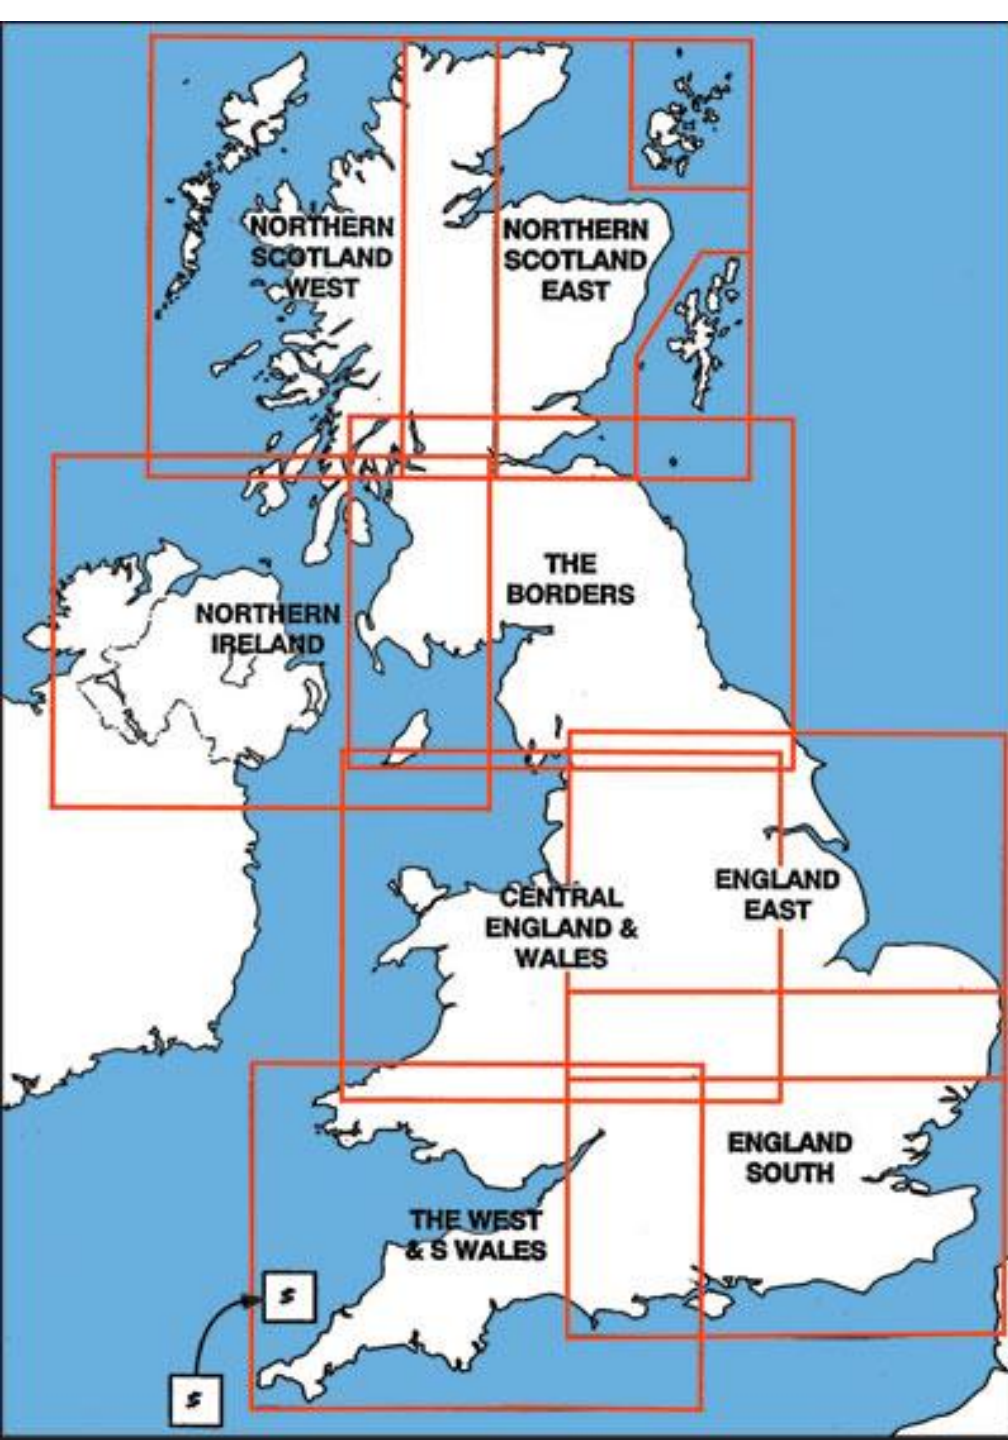 NORTHERN
SCOTLAND
WEST
NORTHERN
SCOTLAND
EAST
THE
BORDERS
NORTHERN
IRELAND
ENGLAND
EAST
CENTRAL
ENGLAND &
WALES
ENGLAND
SOUTH
THE WEST
& S WALES